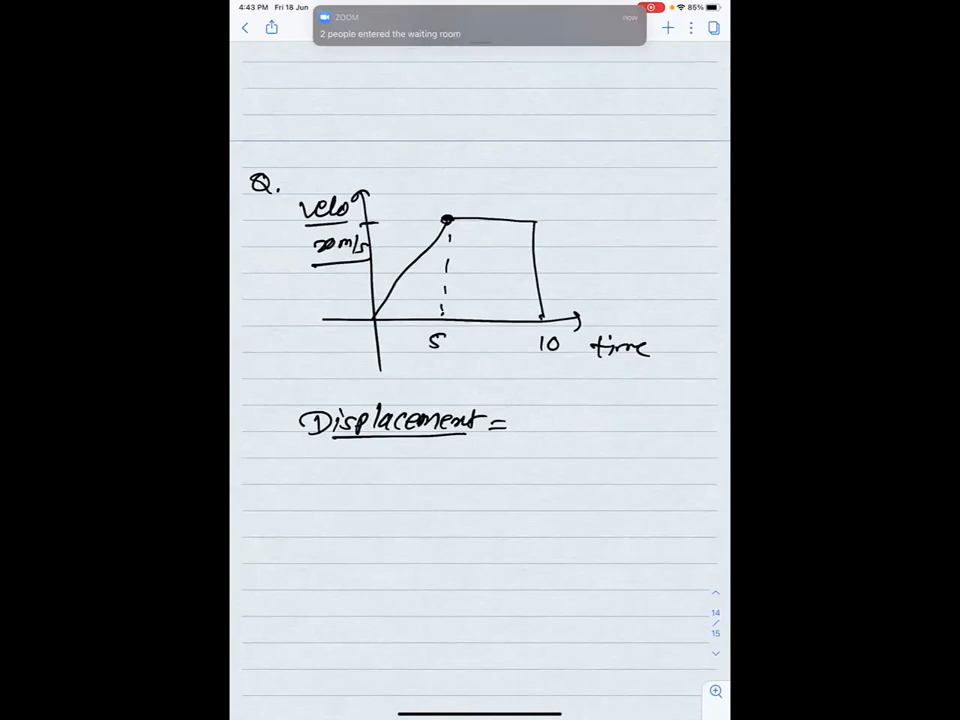 4:43 PM Fri 18 Jun
85%
ZOOM
now
2 people entered the waiting room
Q.
velo
20m/s
5
10
time
Displacement =
14
/
15